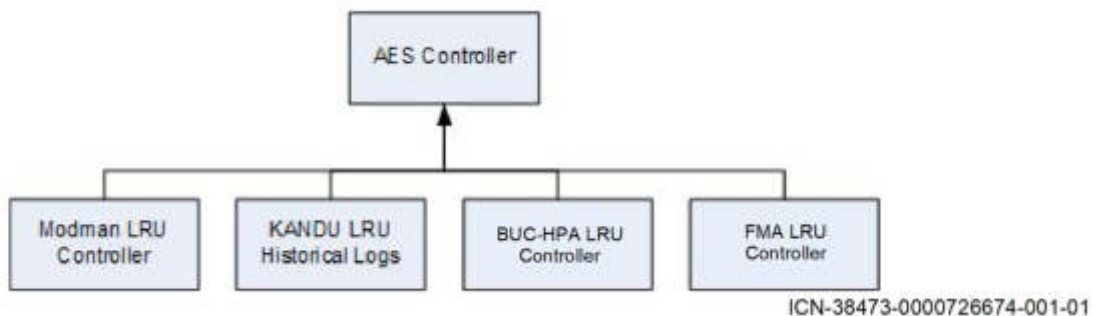 AES Controller
Modman LRU
Controller
KANDU LRU
Historical Logs
BUC-HPA LRU
Controller
FMA LRU
Controller
ICN-38473-0000726674-001-01